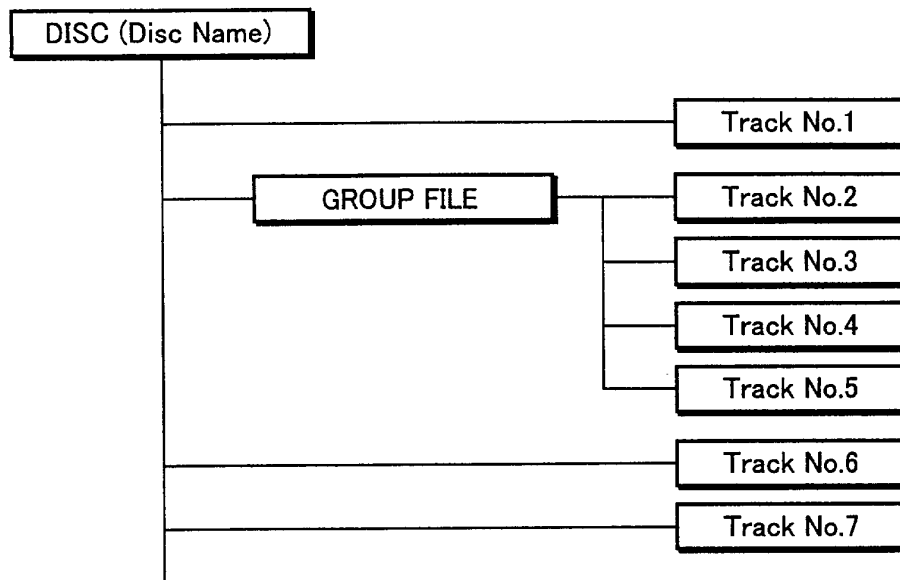 DISC (Disc Name)
Track No.1
GROUP FILE
Track No.2
Track No.3
Track No.4
Track No.5
Track No.6
Track No.7